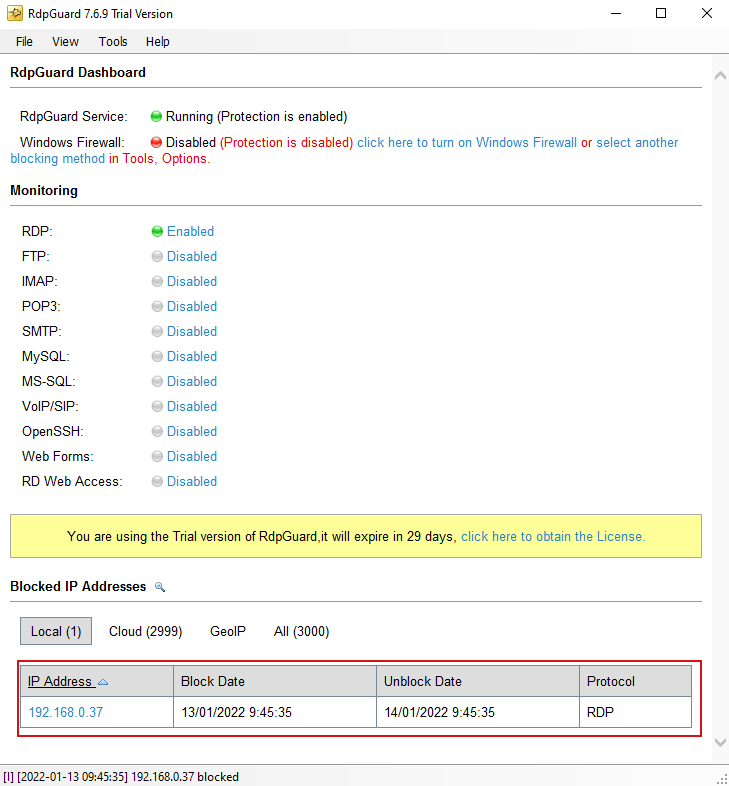 RdpGuard 7.6.9 Trial Version
File View Tools Help
RdpGuard Dashboard
RdpGuard Service: Running (Protection is enabled)
Windows Firewall: Disabled (Protection is disabled) click here to turn on Windows Firewall or select another
blocking method in Tools, Options.
Monitoring
RDP: Enabled
FTP: Disabled
IMAP: Disabled
POP3: Disabled
SMTP: Disabled
MySQL: Disabled
MS-SQL: Disabled
VoIP/SIP: Disabled
OpenSSH: Disabled
Web Forms: Disabled
RD Web Access: Disabled
You are using the Trial version of RdpGuard,it will expire in 29 days, click here to obtain the License.
Blocked IP Addresses
Local (1) Cloud (2999) GeoIP All (3000)
IP Address Block Date Unblock Date Protocol
192.168.0.37 13/01/2022 9:45:35 14/01/2022 9:45:35 RDP
[I] [2022-01-13 09:45:35] 192.168.0.37 blocked